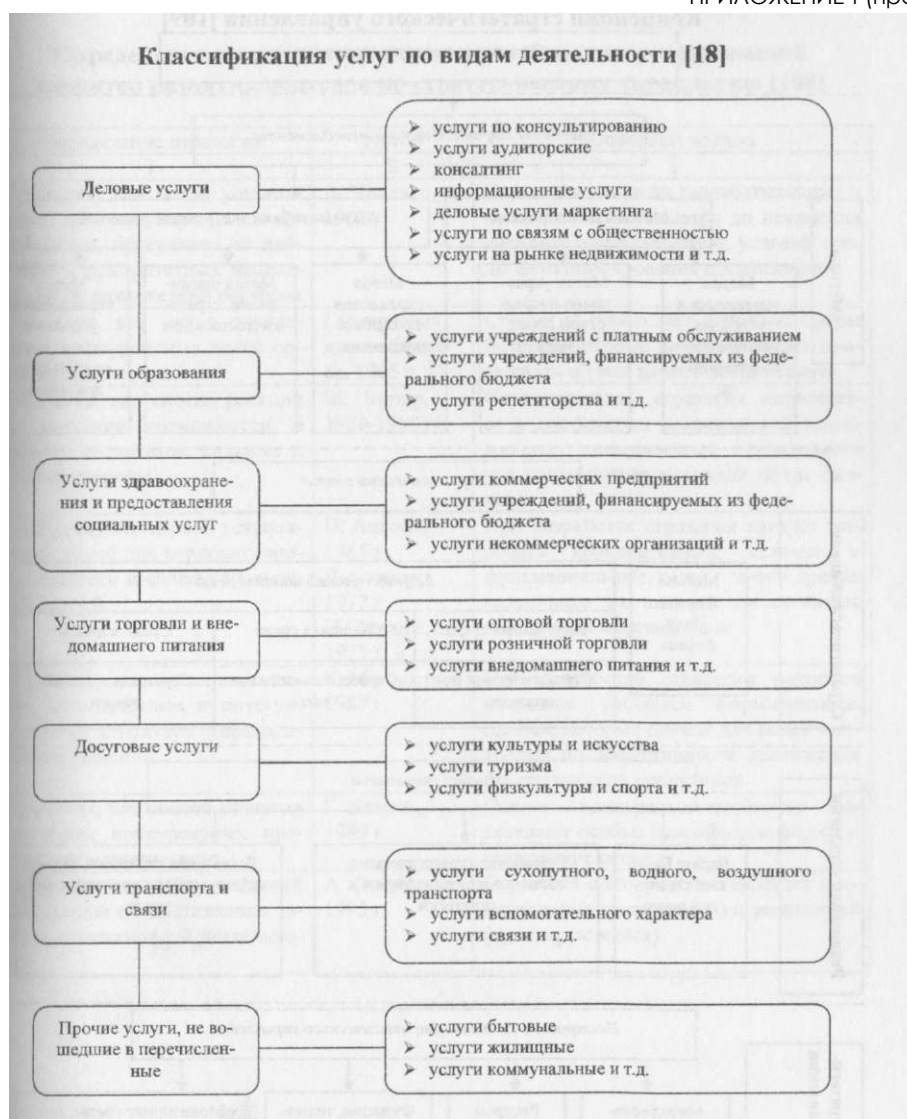 ПРИЛОЖЕНИЕ 1 (про
Классификация услуг по видам деятельности [18]
Деловые услуги
➢ услуги по консультированию
➢ услуги аудиторские
➢ консалтинг
➢ информационные услуги
➢ деловые услуги маркетинга
➢ услуги по связям с общественностью
➢ услуги на рынке недвижимости и т.д.
Услуги образования
➢ услуги учреждений с платным обслуживанием
➢ услуги учреждений, финансируемых из феде-
рального бюджета
➢ услуги репетиторства и т.д.
Услуги здравоохране-
ния и предоставления
социальных услуг
➢ услуги коммерческих предприятий
➢ услуги учреждений, финансируемых из феде-
рального бюджета
➢ услуги некоммерческих организаций и т.д.
Услуги торговли и вне-
домашнего питания
➢ услуги оптовой торговли
➢ услуги розничной торговли
➢ услуги внедомашнего питания и т.д.
Досуговые услуги
➢ услуги культуры и искусства
➢ услуги туризма
➢ услуги физкультуры и спорта и т.д.
Услуги транспорта и
связи
➢ услуги сухопутного, водного, воздушного
транпорта
➢ услуги вспомогательного характера
➢ услуги связи и т.д.
Прочие услуги, не во-
шедшие в перечислен-
ные
➢ услуги бытовые
➢ услуги жилищные
➢ услуги коммунальные и т.д.